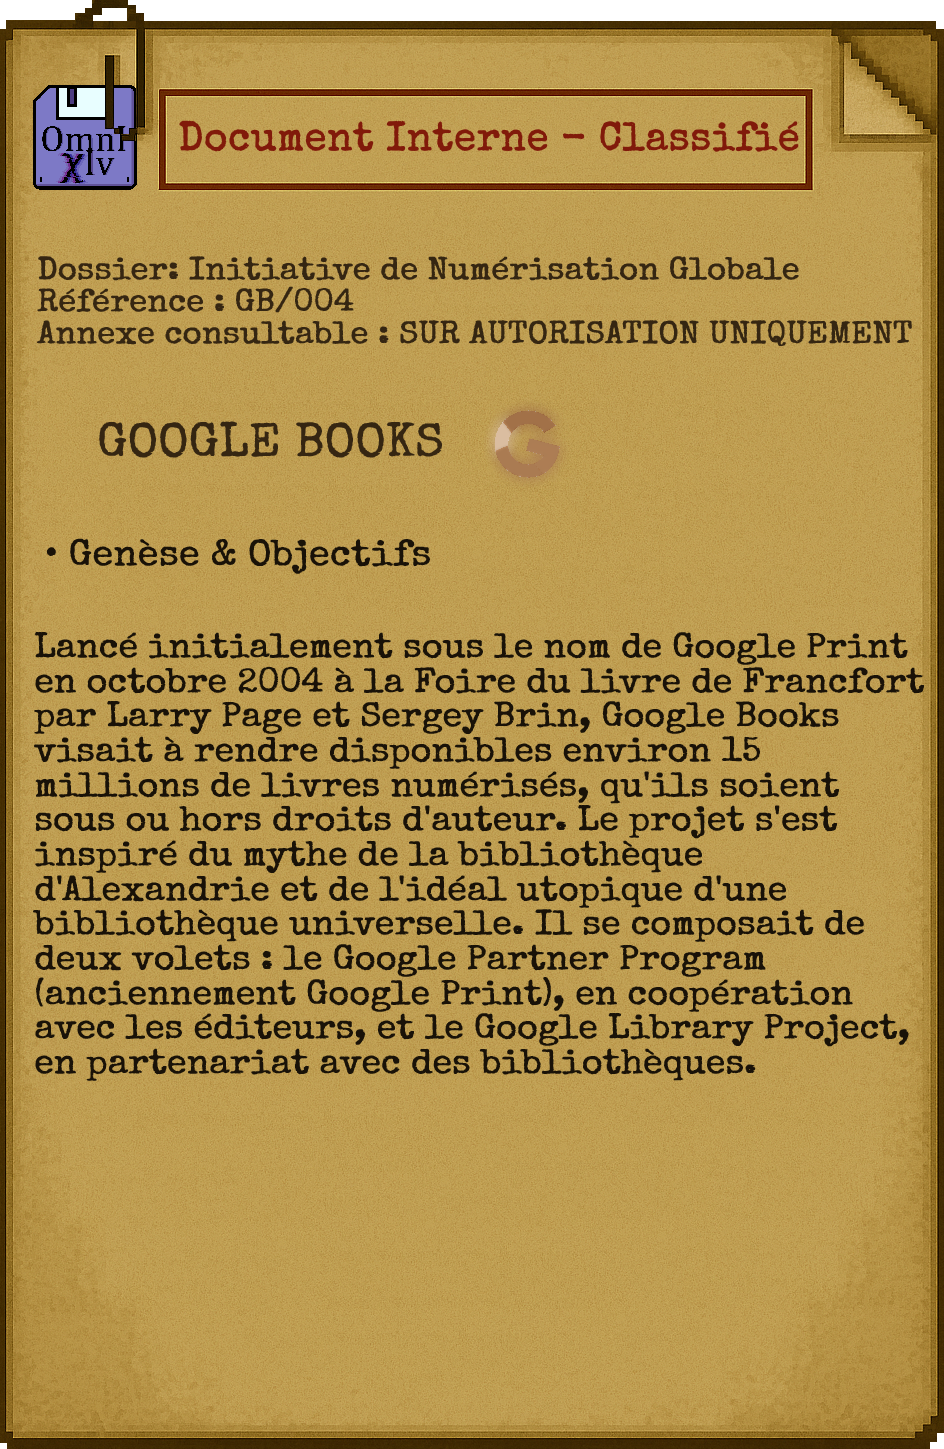 OmnI
XIv
Document Interne - Classifié
Dossier: Initiative de Numérisation Globale
Référence : GB/004
Annexe consultable : SUR AUTORISATION UNIQUEMENT
GOOGLE BOOKS G
• Genèse & Objectifs
Lancé initialement sous le nom de Google Print
en octobre 2004 à la Foire du livre de Francfort
par Larry Page et Sergey Brin, Google Books
visait à rendre disponibles environ 15
millions de livres numérisés, qu'ils soient
sous ou hors droits d'auteur. Le projet s'est
inspiré du mythe de la bibliothèque
d'Alexandrie et de l'idéal utopique d'une
bibliothèque universelle. Il se composait de
deux volets : le Google Partner Program
(anciennement Google Print), en coopération
avec les éditeurs, et le Google Library Project,
en partenariat avec des bibliothèques.